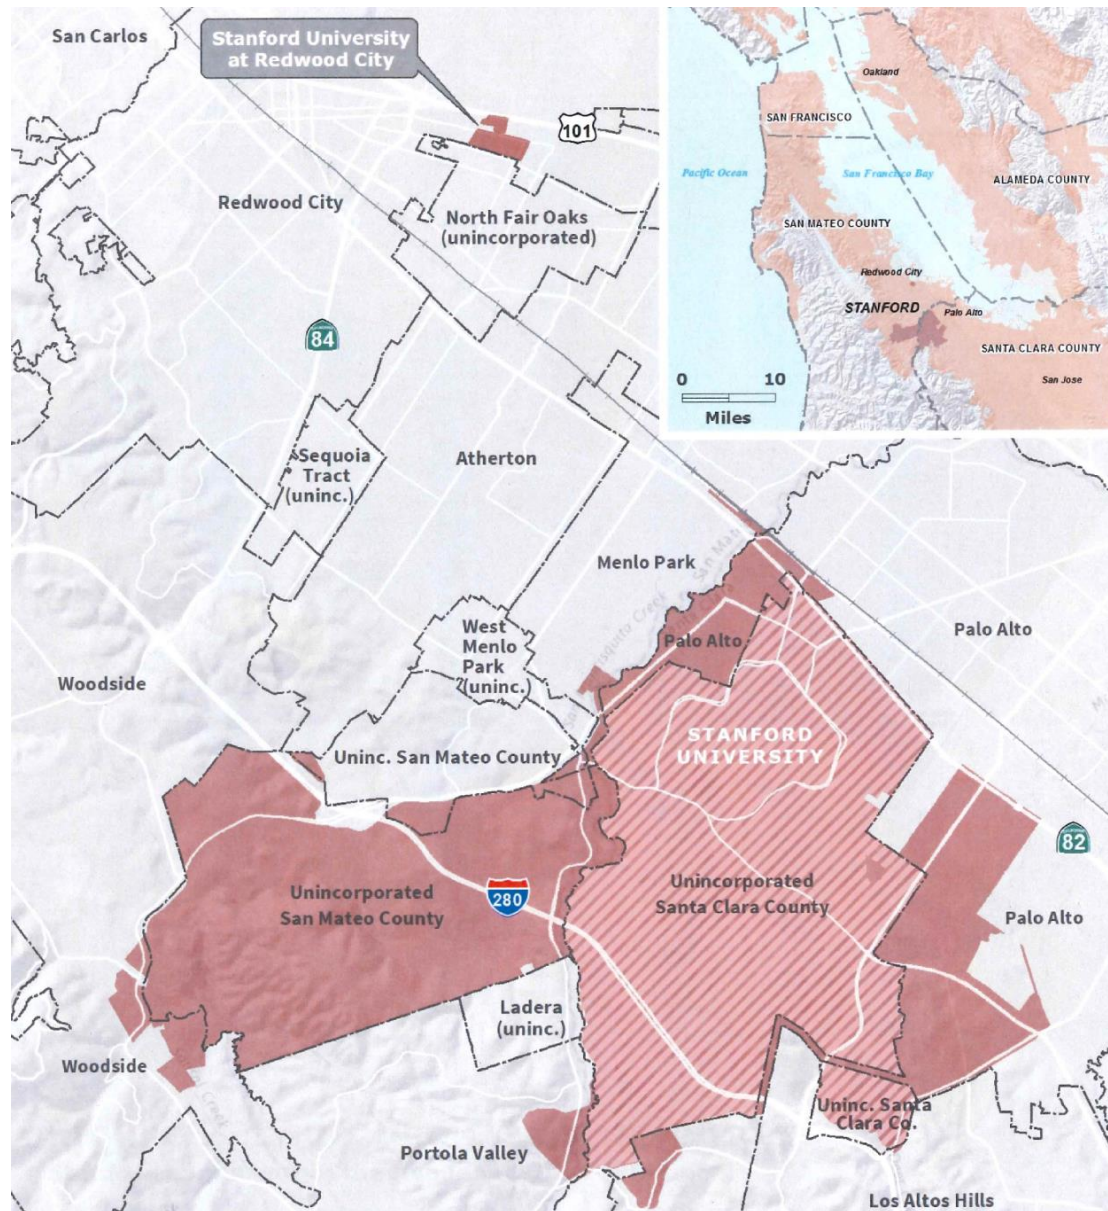 San Carlos
Stanford University
at Redwood City
101
Redwood City
North Fair Oaks
(unincorporated)
84
Sequoia
Tract
(uninc.)
Atherton
Menlo Park
West
Menlo
Park
(uninc.)
Palo Alto
Palo Alto
Woodside
STANFORD
UNIVERSITY
Uninc. San Mateo County
82
Unincorporated
San Mateo County
280
Unincorporated
Santa Clara County
Palo Alto
Ladera
(uninc.)
Woodside
Creek
Uninc. Santa
Clara Co.
Portola Valley
Los Altos Hills
Oakland
SAN FRANCISCO
Pacific Ocean
San Francisco Bay
ALAMEDA COUNTY
SAN MATEO COUNTY
Redwood City
STANFORD
Palo Alto
SANTA CLARA COUNTY
San Jose
0 10
Miles